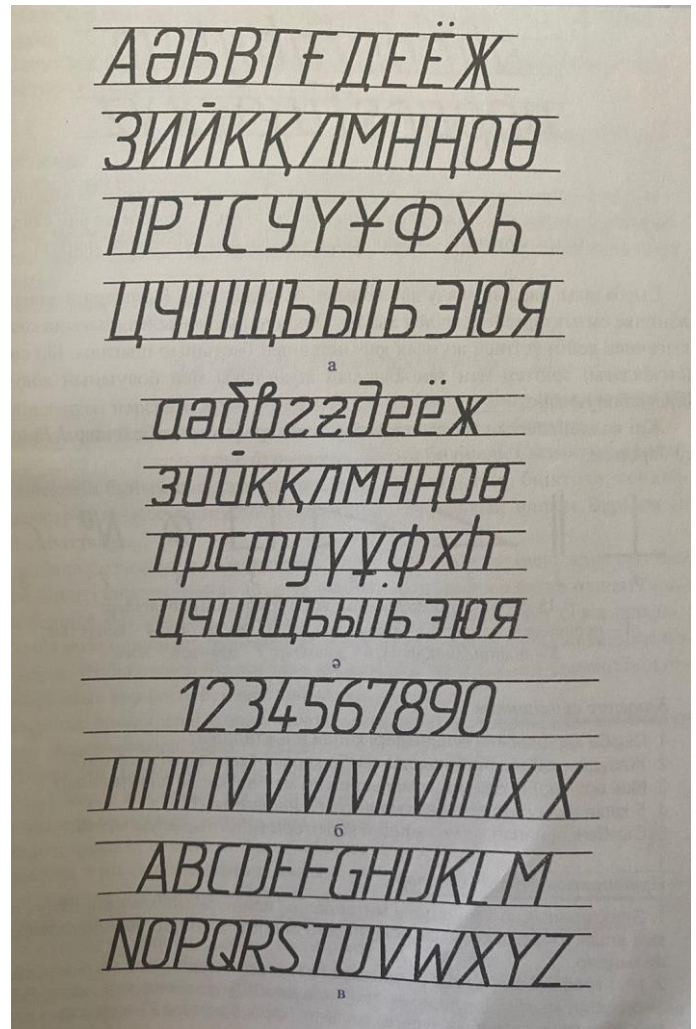 АӘБВГҒДЕЁЖ
ЗИЙКҚЛМНҢОӨ
ПРТСУҮҰФХҺ
ЦЧШЩЪЫІЬЭЮЯ
а
аәбвгғдеёж
зийкқлмнңоө
прстуүұфхһ
цчшщъыіьэюя
ә
1234567890
I II III IV V VI VII VIII IX X
б
ABCDEFGHIJKLM
NOPQRSTUVWXYZ
в